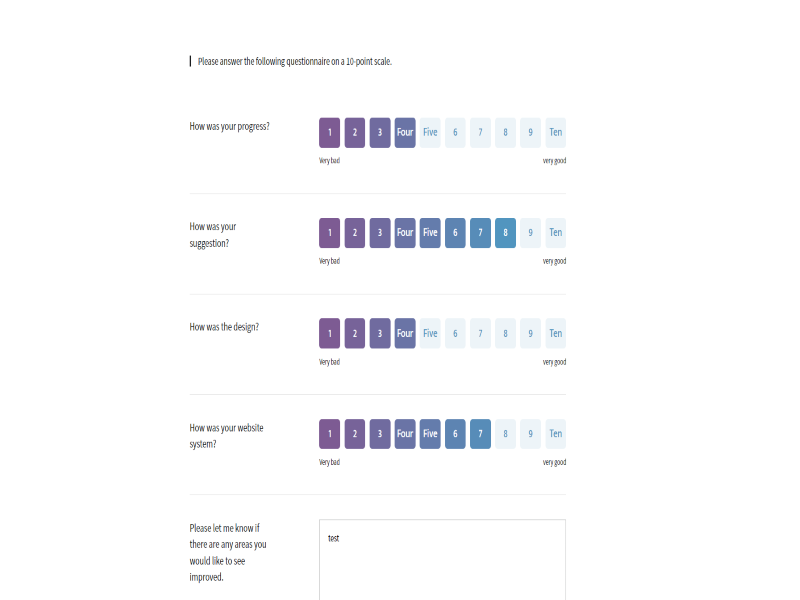 Please answer the following questionnaire on a 10-point scale.
How was your progress?
1 2 3 Four Five 6 7 8 9 Ten
Very bad very good
How was your
suggestion?
1 2 3 Four Five 6 7 8 9 Ten
Very bad very good
How was the design?
1 2 3 Four Five 6 7 8 9 Ten
Very bad very good
How was your website
system?
1 2 3 Four Five 6 7 8 9 Ten
Very bad very good
Please let me know if
there are any areas you
would like to see
improved.
test